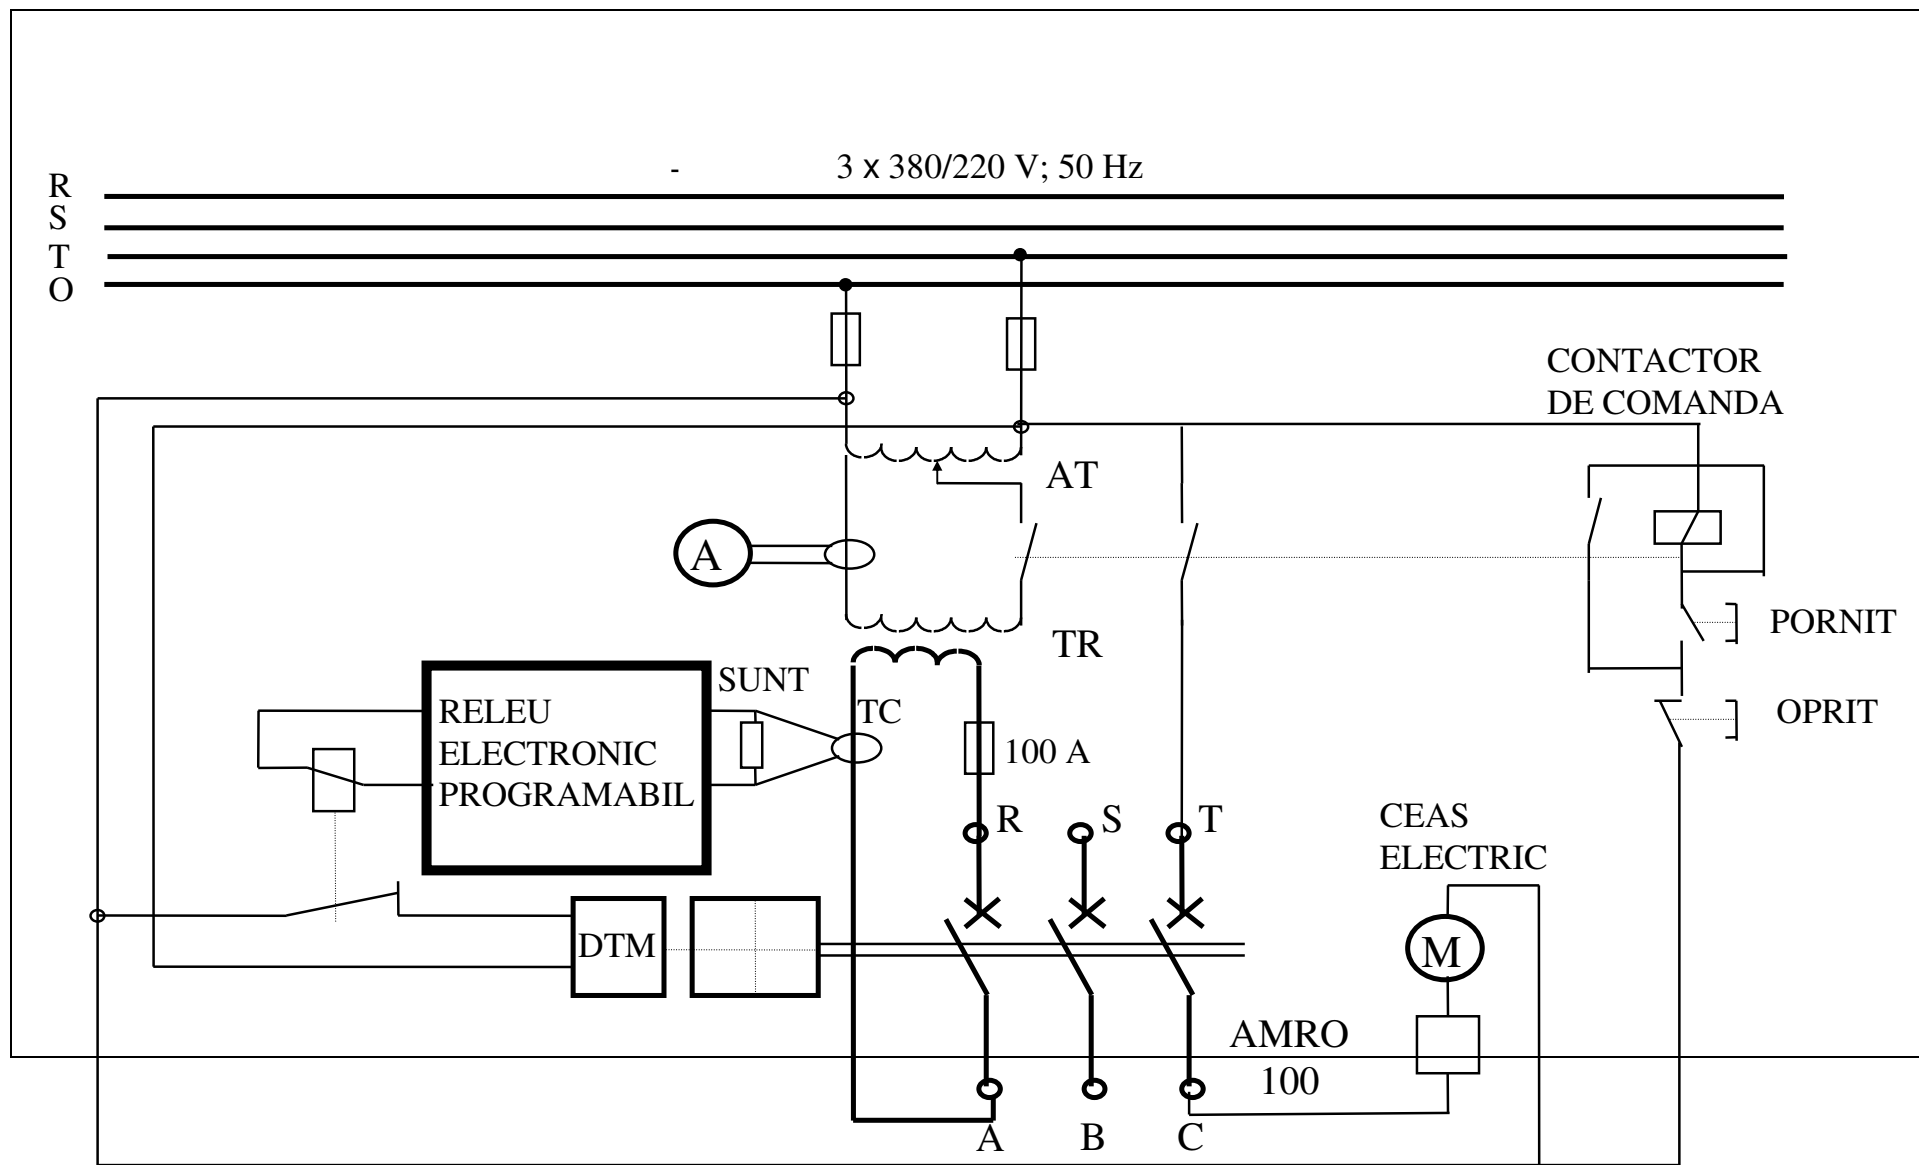 - 3 x 380/220 V; 50 Hz
R
S
T
O
CONTACTOR
DE COMANDA
AT
A
PORNIT
TR
SUNT
RELEU
ELECTRONIC
PROGRAMABIL
TC
OPRIT
100 A
R
S
T
CEAS
ELECTRIC
DTM
M
AMRO
100
A
B
C